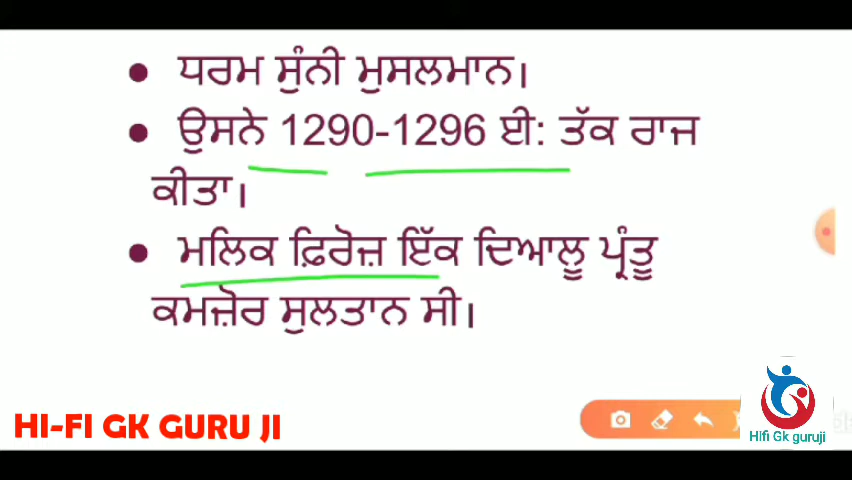 ● ਧਰਮ ਸੁੰਨੀ ਮੁਸਲਮਾਨ।
● ਉਸਨੇ 1290-1296 ਈ: ਤੱਕ ਰਾਜ
ਕੀਤਾ।
● ਮਲਿਕ ਫ਼ਿਰੋਜ਼ ਇੱਕ ਦਿਆਲੂ ਪ੍ਰੰਤੂ
ਕਮਜ਼ੋਰ ਸੁਲਤਾਨ ਸੀ।
HI-FI GK GURU JI
Hifi Gk guruji